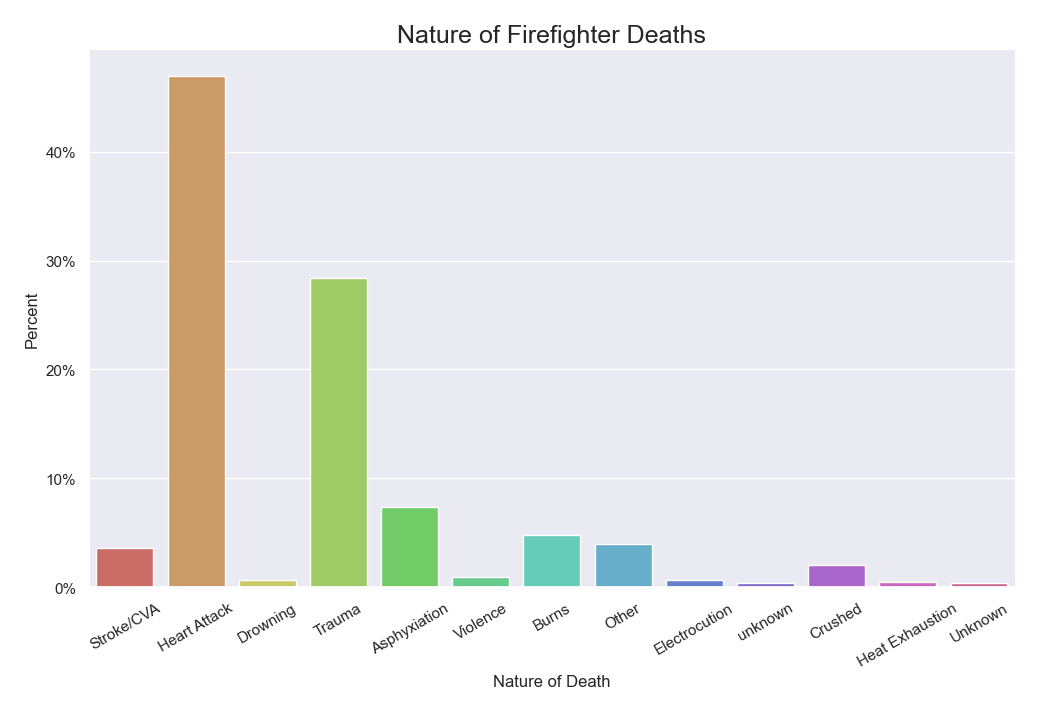 Nature of Firefighter Deaths
Percent
40%
30%
20%
10%
0%
Stroke/CVA
Heart Attack
Drowning
Trauma
Asphyxiation
Violence
Burns
Other
Electrocution
unknown
Crushed
Heat Exhaustion
Unknown
Nature of Death